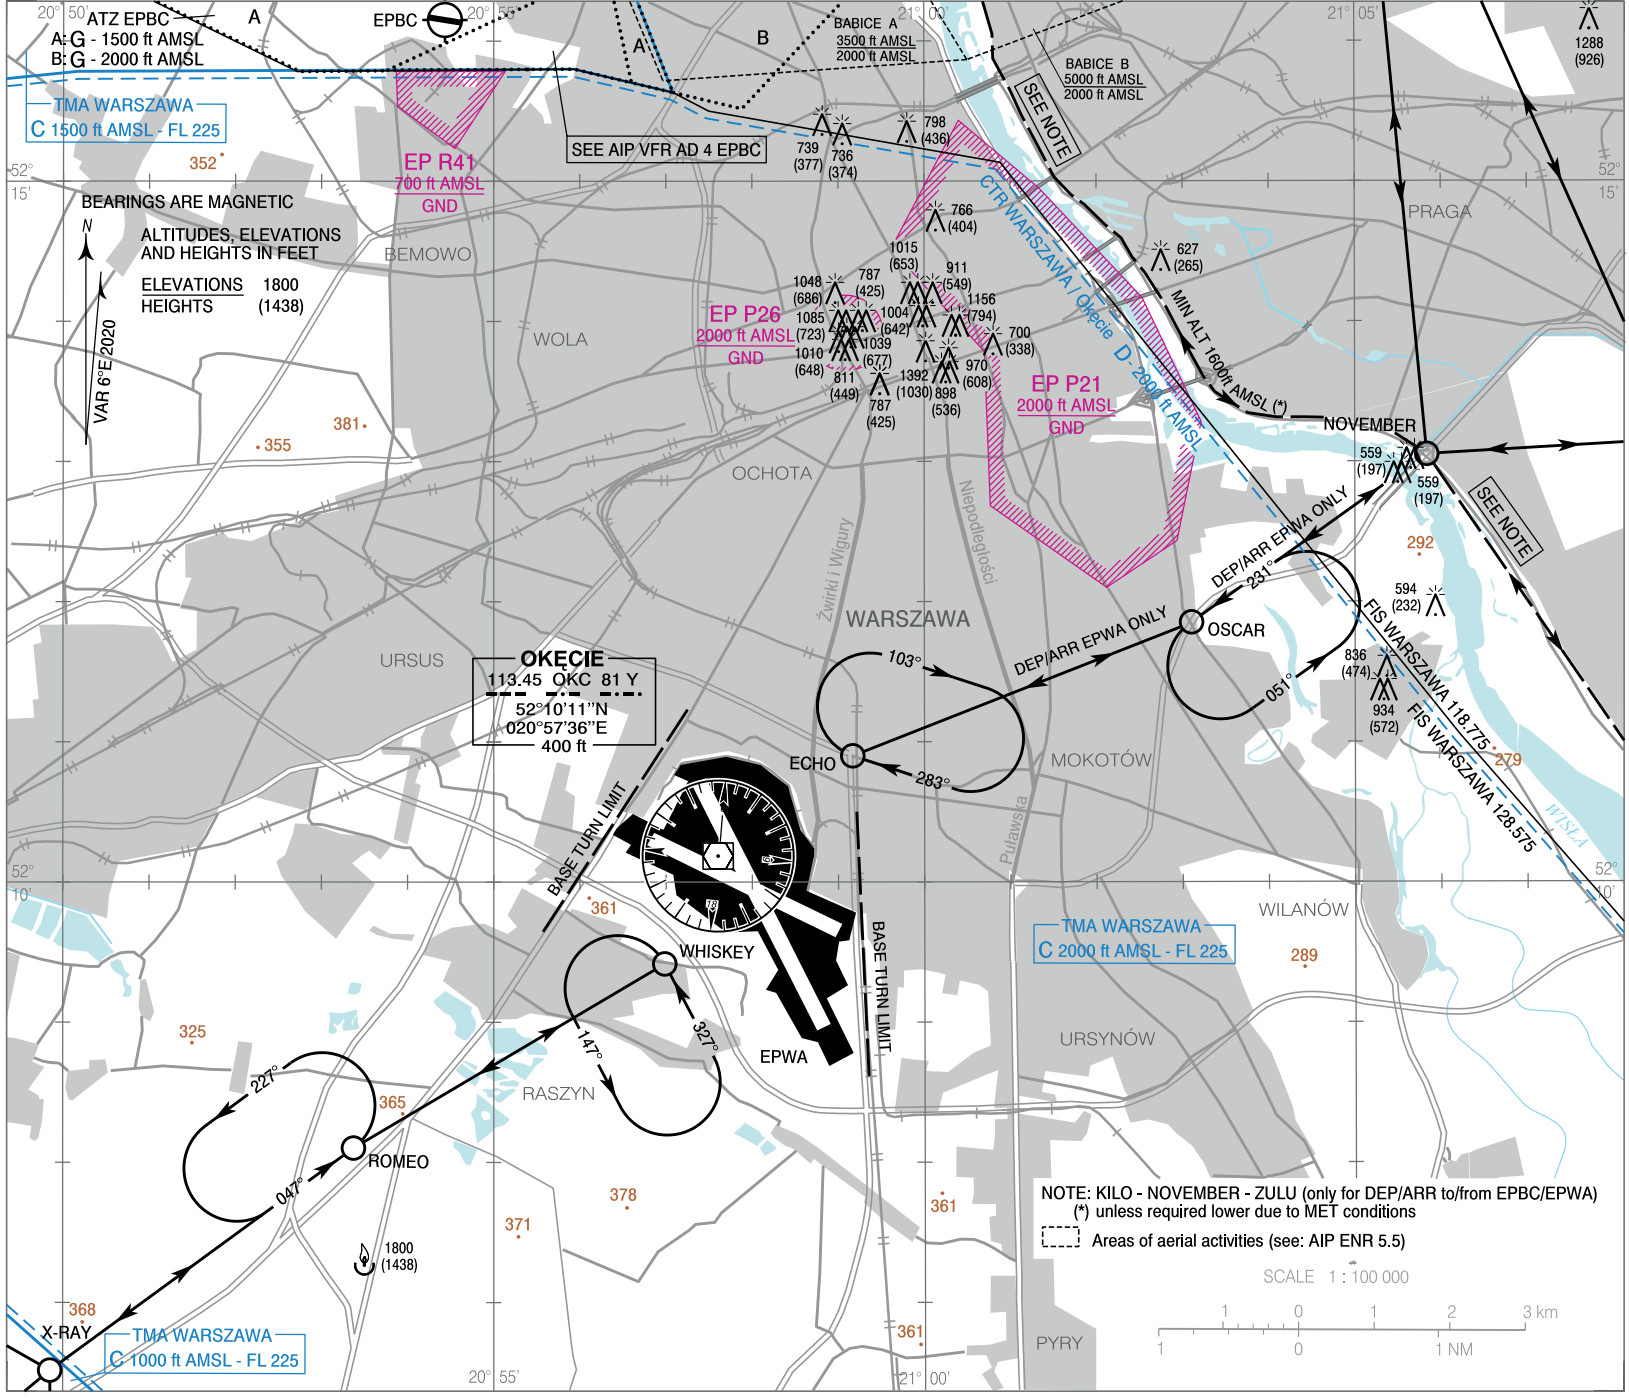 20° 50'
20° 55'
21° 00'
21° 05'
ATZ EPBC
A: G - 1500 ft AMSL
B: G - 2000 ft AMSL
A
EPBC
A
B
BABICE A
3500 ft AMSL
2000 ft AMSL
BABICE B
5000 ft AMSL
2000 ft AMSL
1288
(926)
TMA WARSZAWA
C 1500 ft AMSL - FL 225
352
52°
15'
EP R41
700 ft AMSL
GND
SEE AIP VFR AD 4 EPBC
739
(377)
736
(374)
798
(436)
SEE NOTE
52°
15'
PRAGA
BEARINGS ARE MAGNETIC
N
ALTITUDES, ELEVATIONS
AND HEIGHTS IN FEET
ELEVATIONS 1800
HEIGHTS (1438)
VAR 6°E 2020
BEMOWO
WOLA
766
(404)
CTR WARSZAWA / Okęcie D - 2000 ft AMSL
627
(265)
MIN ALT 1600ft AMSL (*)
1015
(653)
911
(549)
1048
(686)
787
(425)
1156
(794)
1085
(723)
1004
(642)
700
(338)
1039
(677)
1010
(648)
970
(608)
811
(449)
1392
(1030)
898
(536)
787
(425)
EP P26
2000 ft AMSL
GND
EP P21
2000 ft AMSL
GND
381
355
OCHOTA
NOVEMBER
559
(197)
559
(197)
SEE NOTE
292
Żwirki i Wigury
Niepodległości
DEP/ARR EPWA ONLY
231°
594
(232)
WARSZAWA
DEP/ARR EPWA ONLY
OSCAR
FIS WARSZAWA 118.775
FIS WARSZAWA 128.575
URSUS
OKĘCIE
113.45 OKC 81 Y
52°10'11''N
020°57'36''E
400 ft
103°
051°
836
(474)
934
(572)
ECHO
283°
MOKOTÓW
279
WISŁA
BASE TURN LIMIT
Puławska
52°
10'
52°
10'
18
361
WHISKEY
BASE TURN LIMIT
WILANÓW
TMA WARSZAWA
C 2000 ft AMSL - FL 225
289
325
147°
327°
EPWA
URSYNÓW
227°
RASZYN
365
ROMEO
047°
378
371
361
1800
(1438)
NOTE: KILO - NOVEMBER - ZULU (only for DEP/ARR to/from EPBC/EPWA)
(*) unless required lower due to MET conditions
Areas of aerial activities (see: AIP ENR 5.5)
SCALE 1 : 100 000
1 0 1 2 3 km
1 0 1 NM
368
X-RAY
TMA WARSZAWA
C 1000 ft AMSL - FL 225
361
PYRY
20° 55'
21° 00'